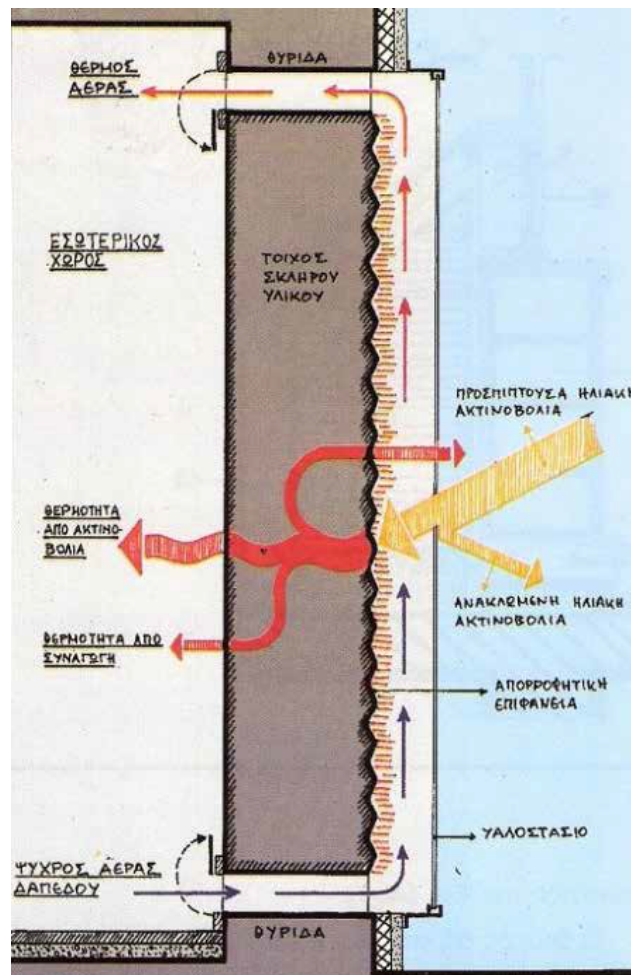 ΘΥΡΙΔΑ
ΘΕΡΜΟΣ
ΑΕΡΑΣ
ΕΣΩΤΕΡΙΚΟΣ
ΧΩΡΟΣ
ΤΟΙΧΟΣ
ΣΚΛΗΡΟΥ
ΥΛΙΚΟΥ
ΠΡΟΣΠΙΠΤΟΥΣΑ ΗΛΙΑΚΗ
ΑΚΤΙΝΟΒΟΛΙΑ
ΘΕΡΜΟΤΗΤΑ
ΑΠΟ ΑΚΤΙΝΟ-
ΒΟΛΙΑ
ΑΝΑΚΛΩΜΕΝΗ ΗΛΙΑΚΗ
ΑΚΤΙΝΟΒΟΛΙΑ
ΘΕΡΜΟΤΗΤΑ ΑΠΟ
ΣΥΝΑΓΩΓΗ
ΑΠΟΡΡΟΦΗΤΙΚΗ
ΕΠΙΦΑΝΕΙΑ
ΥΑΛΟΣΤΑΣΙΟ
ΨΥΧΡΟΣ ΑΕΡΑΣ
ΔΑΠΕΔΟΥ
ΘΥΡΙΔΑ